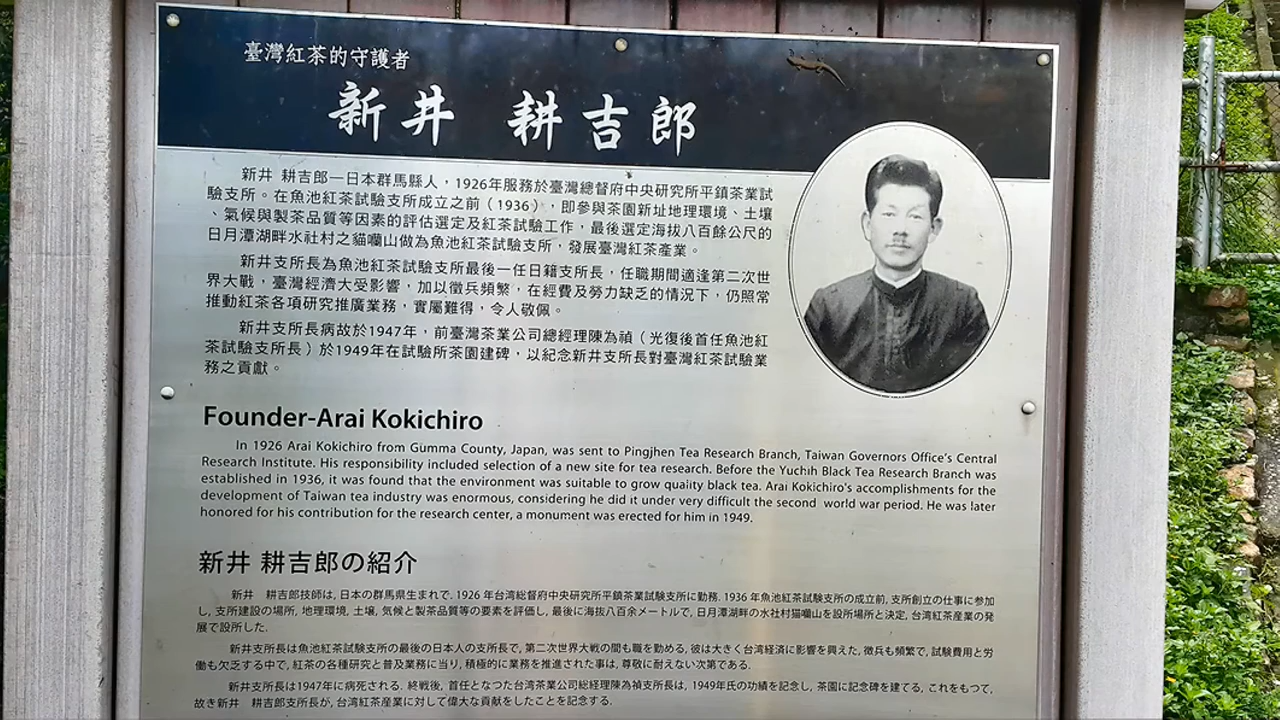 臺灣紅茶的守護者
新井 耕吉郎
新井 耕吉郎—日本群馬縣人，1926年服務於臺灣總督府中央研究所平鎮茶業試
驗支所。在魚池紅茶試驗支所成立之前（1936），即參與茶園新址地理環境、土壤
、氣候與製茶品質等因素的評估選定及紅茶試驗工作，最後選定海拔八百餘公尺的
日月潭湖畔水社村之貓囒山做為魚池紅茶試驗支所，發展臺灣紅茶產業。
新井支所長為魚池紅茶試驗支所最後一任日籍支所長，任職期間適逢第二次世
界大戰，臺灣經濟大受影響，加以徵兵頻繁，在經費及勞力缺乏的情況下，仍照常
推動紅茶各項研究推廣業務，實屬難得，令人敬佩。
新井支所長病故於1947年，前臺灣茶業公司總經理陳為禎（光復後首任魚池紅
茶試驗支所長）於1949年在試驗所茶園建碑，以紀念新井支所長對臺灣紅茶試驗業
務之貢獻。
Founder-Arai Kokichiro
In 1926 Arai Kokichiro from Gumma County, Japan, was sent to Pingjhen Tea Research Branch, Taiwan Governors Office's Central
Research Institute. His responsibility included selection of a new site for tea research. Before the Yuchih Black Tea Research Branch was
established in 1936, it was found that the environment was suitable to grow quality black tea. Arai Kokichiro's accomplishments for the
development of Taiwan tea industry was enormous, considering he did it under very difficult the second world war period. He was later
honored for his contribution for the research center, a monument was erected for him in 1949.
新井 耕吉郎の紹介
新井 耕吉郎技師は, 日本の群馬県生まれで. 1926 年台湾総督府中央研究所平鎮茶業試験支所に勤務. 1936 年魚池紅茶試験支所の成立前, 支所創立の仕事に参加
し, 支所建設の場所, 地理環境, 土壌, 気候と製茶品質等の要素を評価し, 最後に海抜八百余メートルで, 日月潭湖畔の水社村猫囒山を設所場所と決定, 台湾紅茶産業の発
展で設所した.
新井支所長は魚池紅茶試験支所の最後の日本人の支所長で, 第二次世界大戦の間も職を勤める, 彼は大きく台湾経済に影響を興えた, 徴兵も頻繁で, 試験費用と労
働も欠乏する中で, 紅茶の各種研究と普及業務に当り, 積極的に業務を推進された事は, 尊敬に耐えない次第である.
新井支所長は1947年に病死される. 終戦後, 首任となつた台湾茶業公司総経理陳為禎支所長は, 1949年氏の功績を記念し, 茶園に記念碑を建てる, これをもつて,
故き新井 耕吉郎支所長が, 台湾紅茶産業に対して偉大な貢献をしたことを記念する.